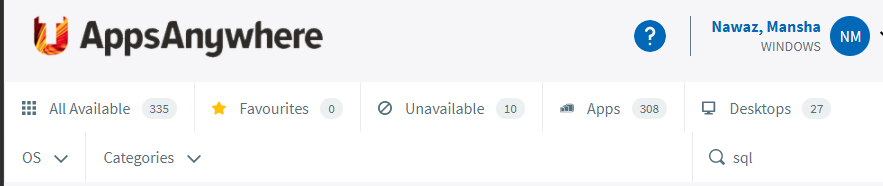 AppsAnywhere
?
Nawaz, Mansha
WINDOWS
NM
All Available 335
Favourites 0
Unavailable 10
Apps 308
Desktops 27
OS
Categories
sql